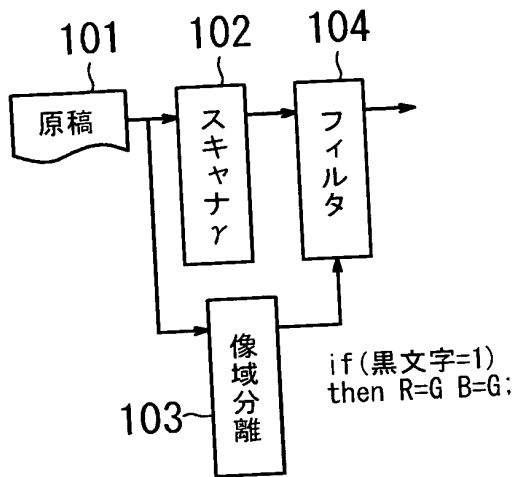 101
102
104
原稿
スキャナγ
フィルタ
像域分離
103
if(黒文字=1)
then R=G B=G;